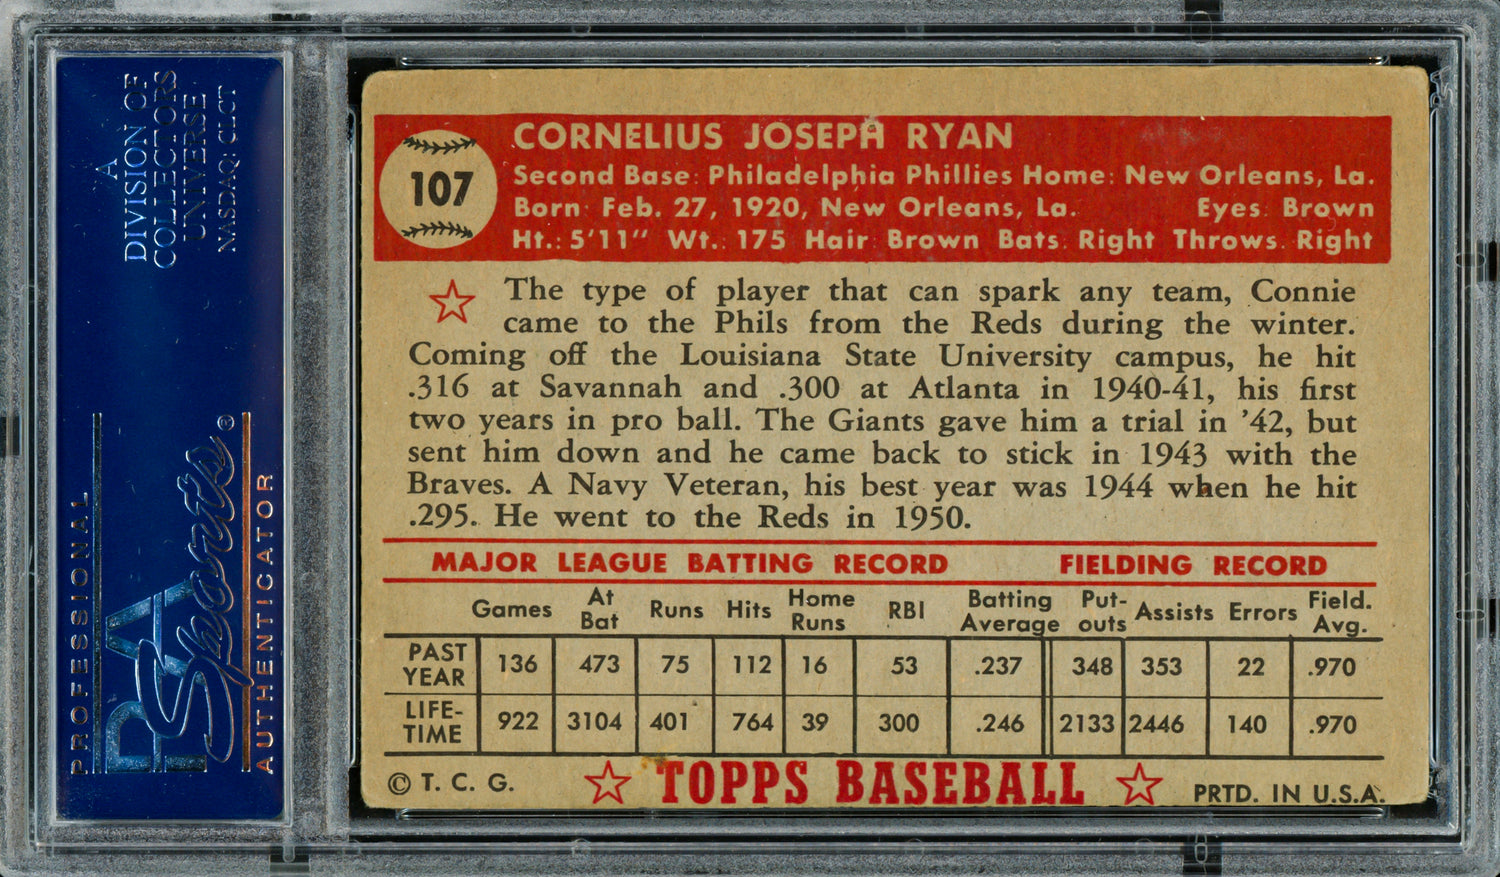 A
DIVISION OF
COLLECTORS
UNIVERSE
NASDAQ: CLCT
PROFESSIONAL
PSA
Sports®
AUTHENTICATOR
107
CORNELIUS JOSEPH RYAN
Second Base: Philadelphia Phillies Home: New Orleans, La.
Born: Feb. 27, 1920, New Orleans, La. Eyes: Brown
Ht.: 5'11" Wt.: 175 Hair: Brown Bats: Right Throws: Right
The type of player that can spark any team, Connie
came to the Phils from the Reds during the winter.
Coming off the Louisiana State University campus, he hit
.316 at Savannah and .300 at Atlanta in 1940-41, his first
two years in pro ball. The Giants gave him a trial in '42, but
sent him down and he came back to stick in 1943 with the
Braves. A Navy Veteran, his best year was 1944 when he hit
.295. He went to the Reds in 1950.
MAJOR LEAGUE BATTING RECORD FIELDING RECORD
Games At Bat Runs Hits Home Runs RBI Batting Average Put-outs Assists Errors Field. Avg.
PAST YEAR 136 473 75 112 16 53 .237 348 353 22 .970
LIFE-TIME 922 3104 401 764 39 300 .246 2133 2446 140 .970
© T. C. G. TOPPS BASEBALL PRTD. IN U.S.A.